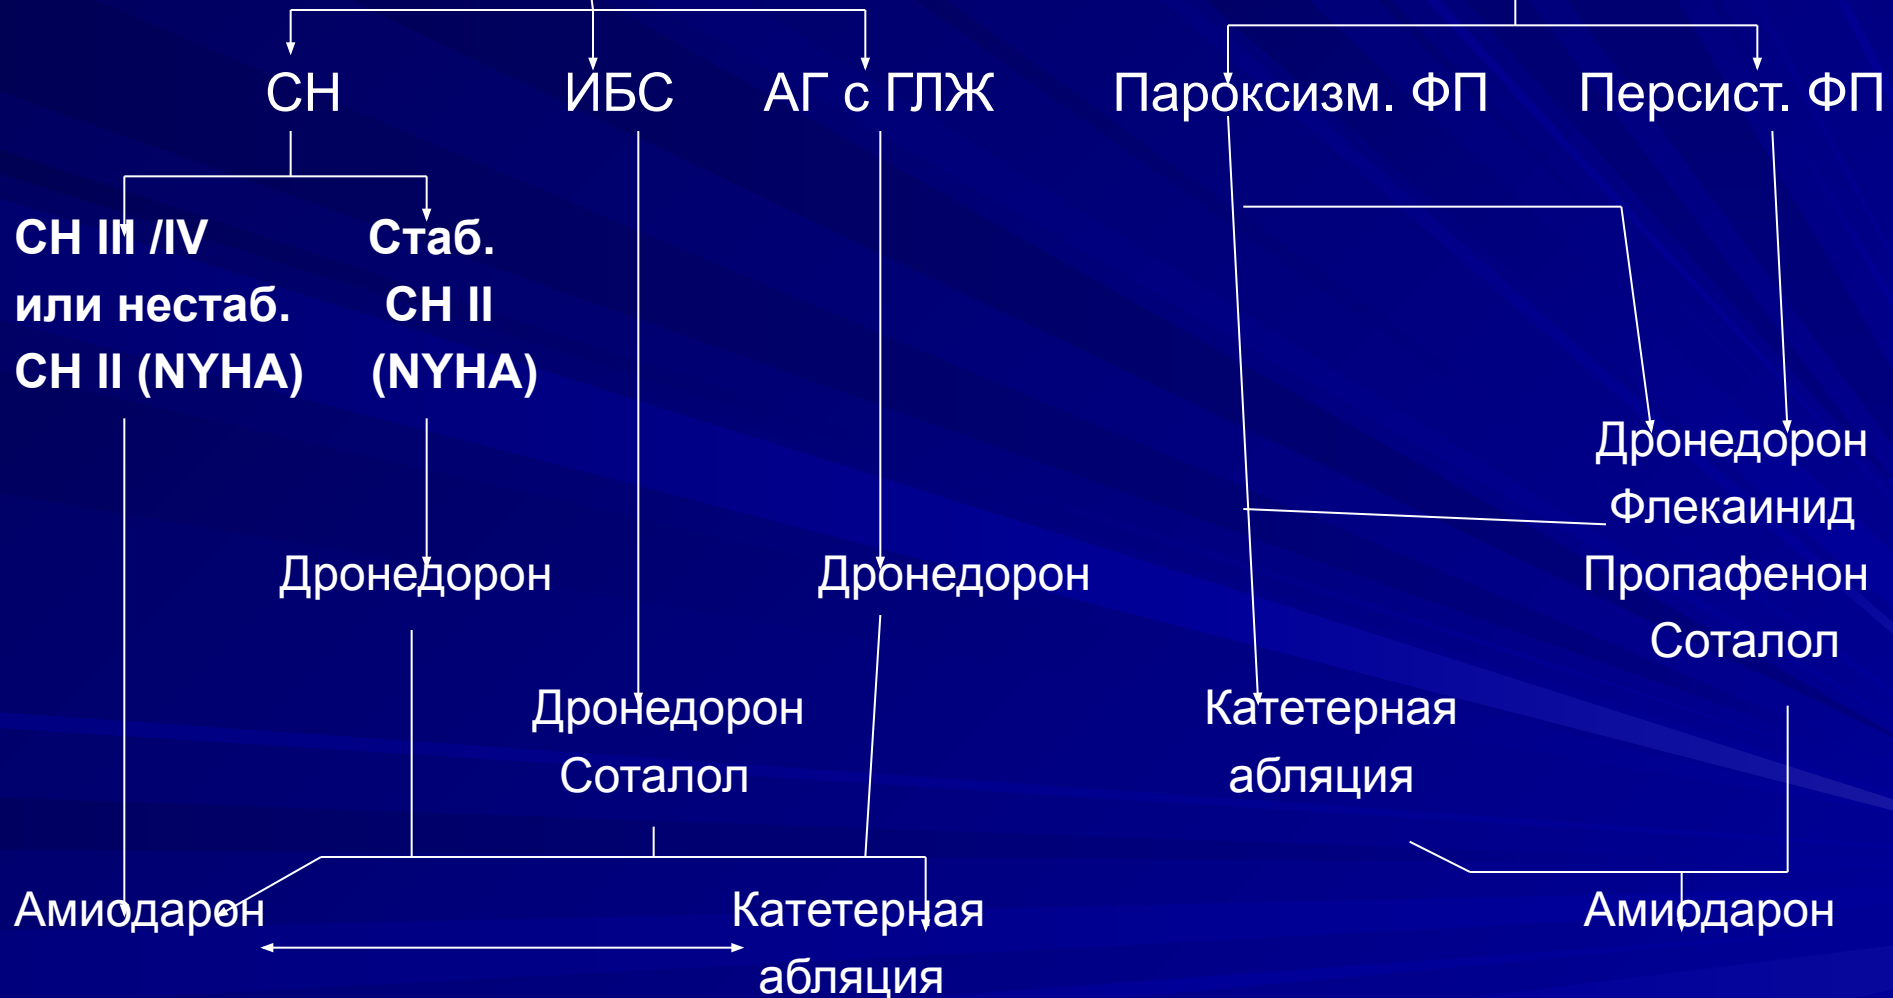 СН ИБС АГ с ГЛЖ Пароксизм. ФП Персист. ФП
СН III /IV Стаб.
или нестаб. СН II
СН II (NYHA) (NYHA)
Дронедорон
Флекаинид
Дронедорон Дронедорон Пропафенон
Соталол
Дронедорон Катетерная
Соталол абляция
Амиодарон Катетерная Амиодарон
абляция